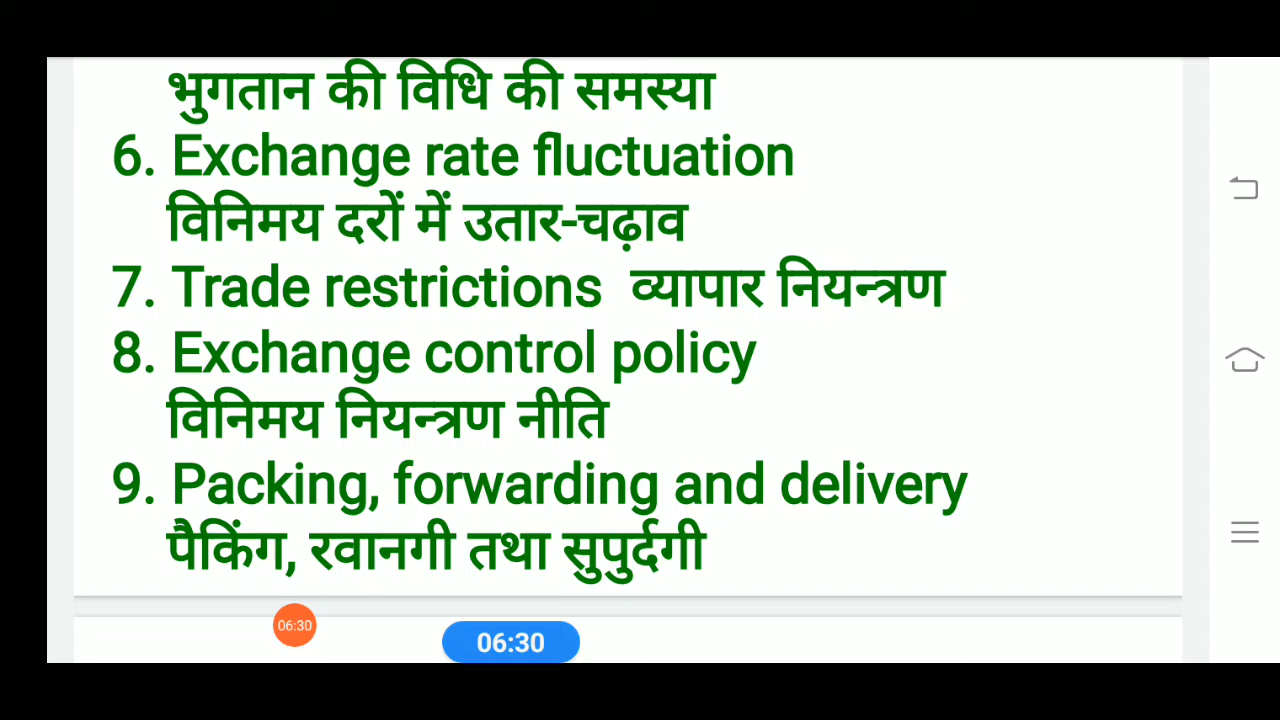 भुगतान की विधि की समस्या
6. Exchange rate fluctuation
विनिमय दरों में उतार-चढ़ाव
7. Trade restrictions व्यापार नियन्त्रण
8. Exchange control policy
विनिमय नियन्त्रण नीति
9. Packing, forwarding and delivery
पैकिंग, रवानगी तथा सुपुर्दगी
06:30
06:30